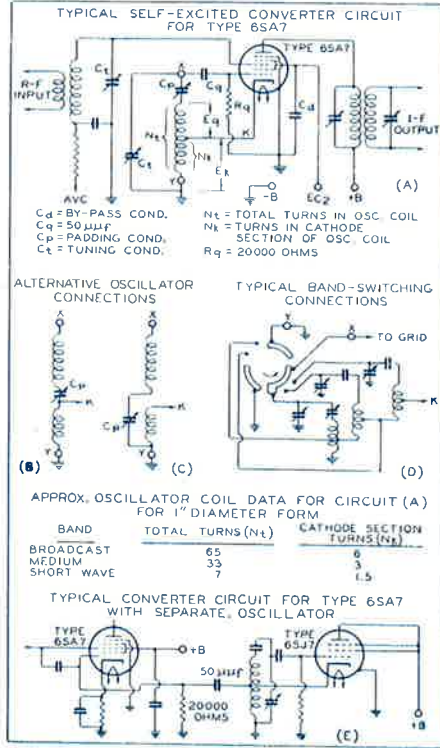 TYPICAL SELF-EXCITED CONVERTER CIRCUIT
FOR TYPE 6SA7
TYPE 6SA7
R-F
INPUT
Ct
X
Cp
Cg
Rg
Eg
Nt
Nk
K
Ek
Ct
Y
Cd
I-F
OUTPUT
AVC
-B
EC2
+B
(A)
Cd = BY-PASS COND.
Cg = 50 μμf
Cp = PADDING COND.
Ct = TUNING COND.
Nt = TOTAL TURNS IN OSC. COIL
Nk = TURNS IN CATHODE
SECTION OF OSC. COIL
Rg = 20000 OHMS
ALTERNATIVE OSCILLATOR
CONNECTIONS
X
Cp
K
Y
(B)
X
K
Cp
Y
(C)
TYPICAL BAND-SWITCHING
CONNECTIONS
Y
X
TO GRID
K
(D)
APPROX. OSCILLATOR COIL DATA FOR CIRCUIT (A)
FOR 1" DIAMETER FORM
BAND TOTAL TURNS (Nt) CATHODE SECTION
TURNS (Nk)
BROADCAST 65 6
MEDIUM 33 3
SHORT WAVE 7 1.5
TYPICAL CONVERTER CIRCUIT FOR TYPE 6SA7
WITH SEPARATE OSCILLATOR
TYPE
6SA7
+B
50 μμf
20000
OHMS
TYPE
6SJ7
+B
(E)